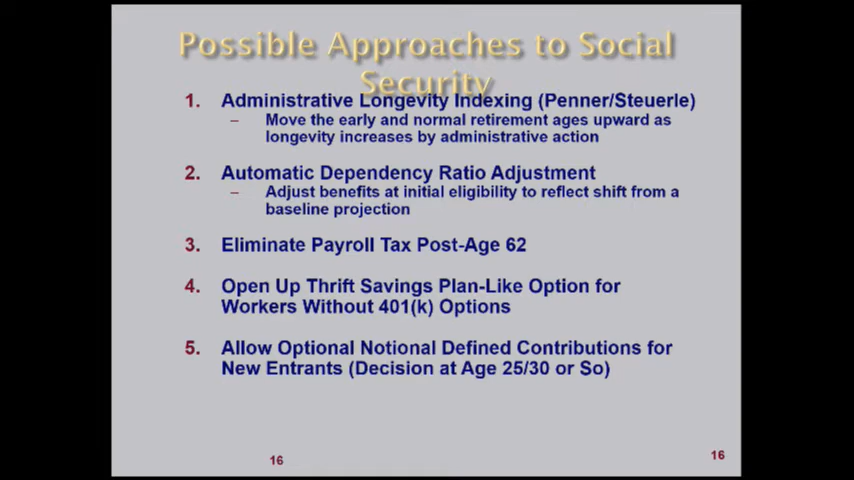 Possible Approaches to Social
Security
1. Administrative Longevity Indexing (Penner/Steuerle)
– Move the early and normal retirement ages upward as
longevity increases by administrative action
2. Automatic Dependency Ratio Adjustment
– Adjust benefits at initial eligibility to reflect shift from a
baseline projection
3. Eliminate Payroll Tax Post-Age 62
4. Open Up Thrift Savings Plan-Like Option for
Workers Without 401(k) Options
5. Allow Optional Notional Defined Contributions for
New Entrants (Decision at Age 25/30 or So)
16
16